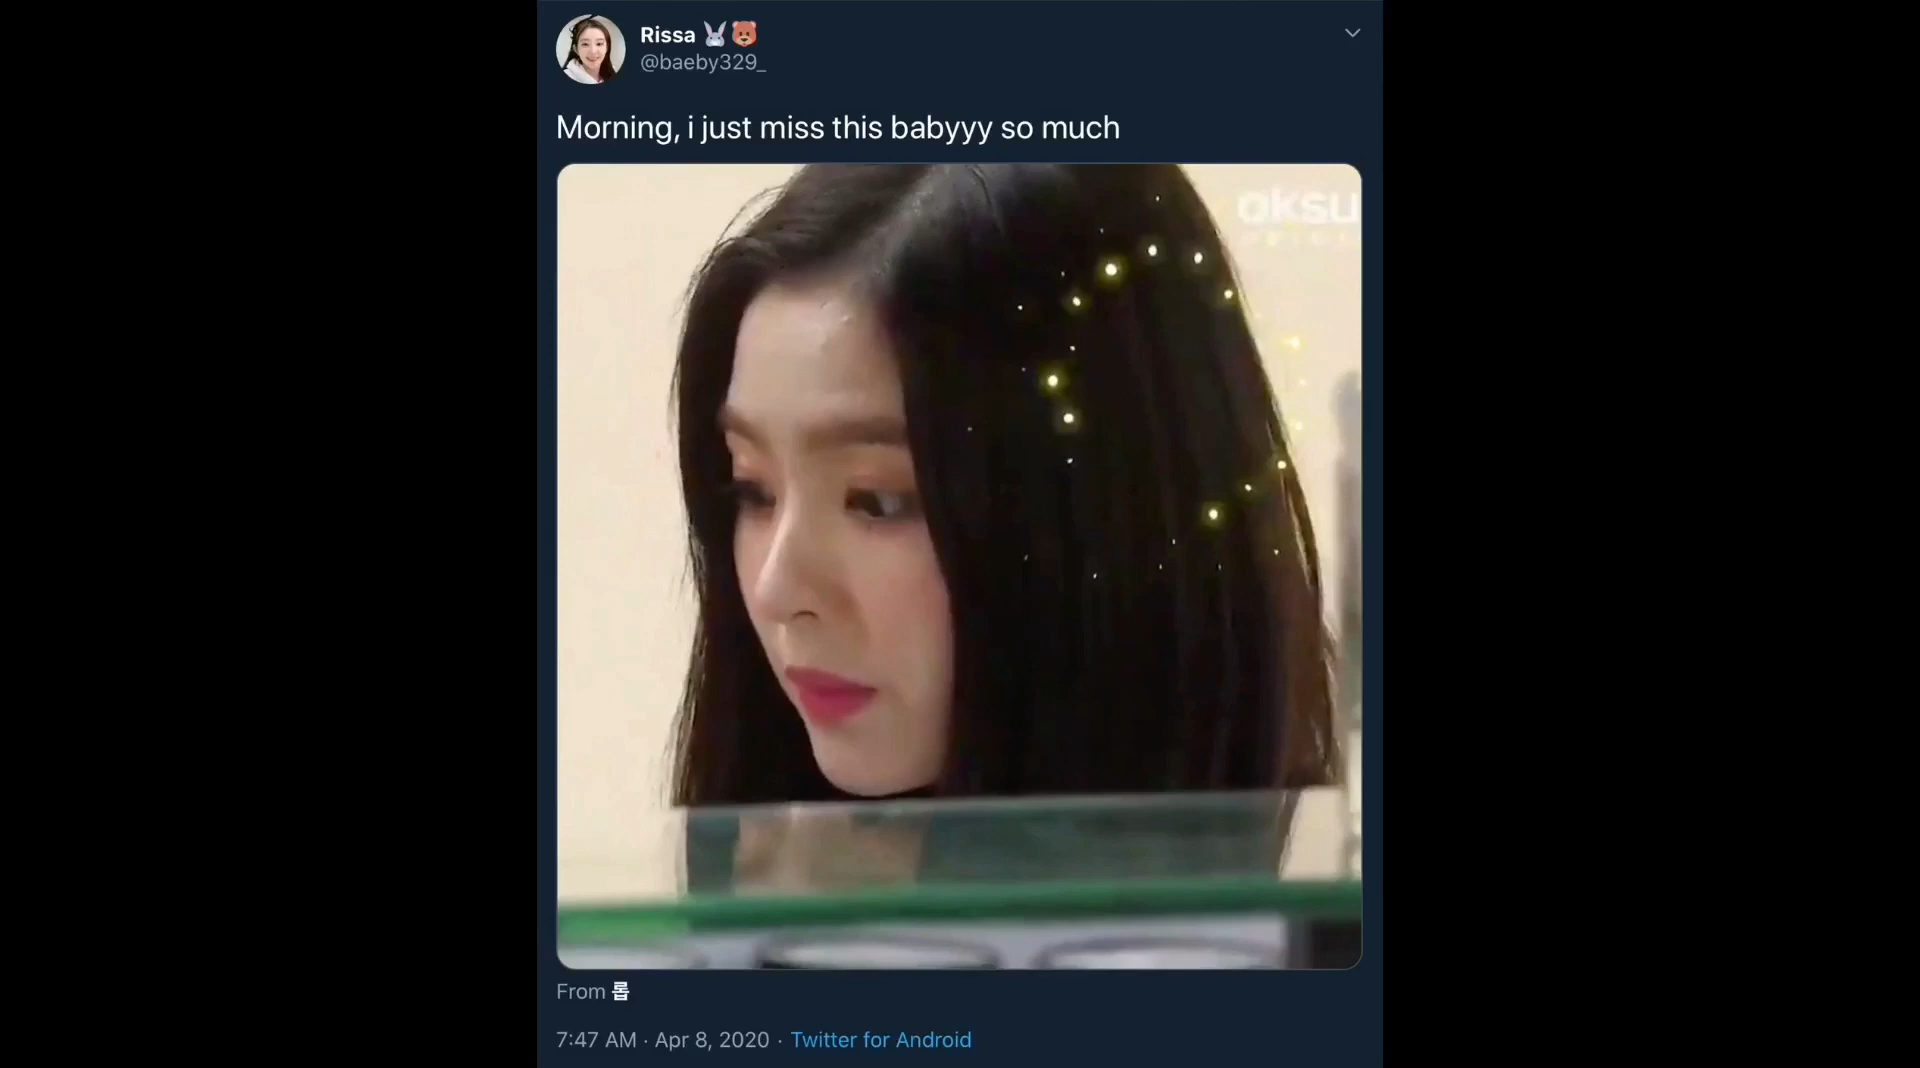 Rissa 🐰🐻
@baeby329_
Morning, i just miss this babyyy so much
oksu
From 롭
7:47 AM · Apr 8, 2020 · Twitter for Android